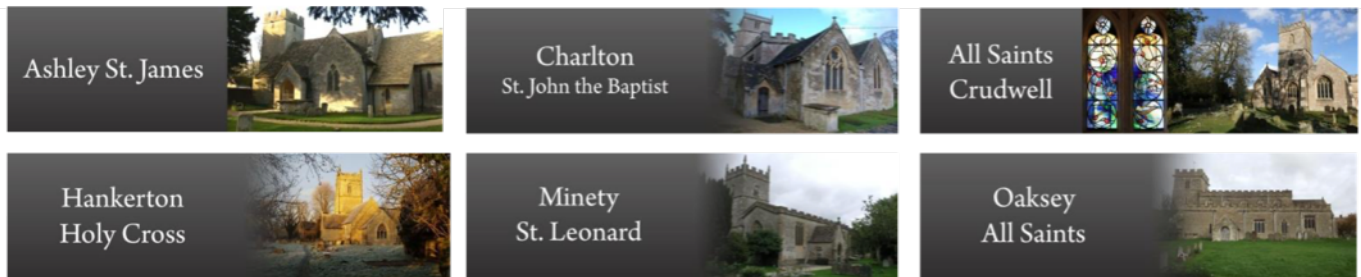 Ashley St. James
Charlton
St. John the Baptist
All Saints
Crudwell
Hankerton
Holy Cross
Minety
St. Leonard
Oaksey
All Saints